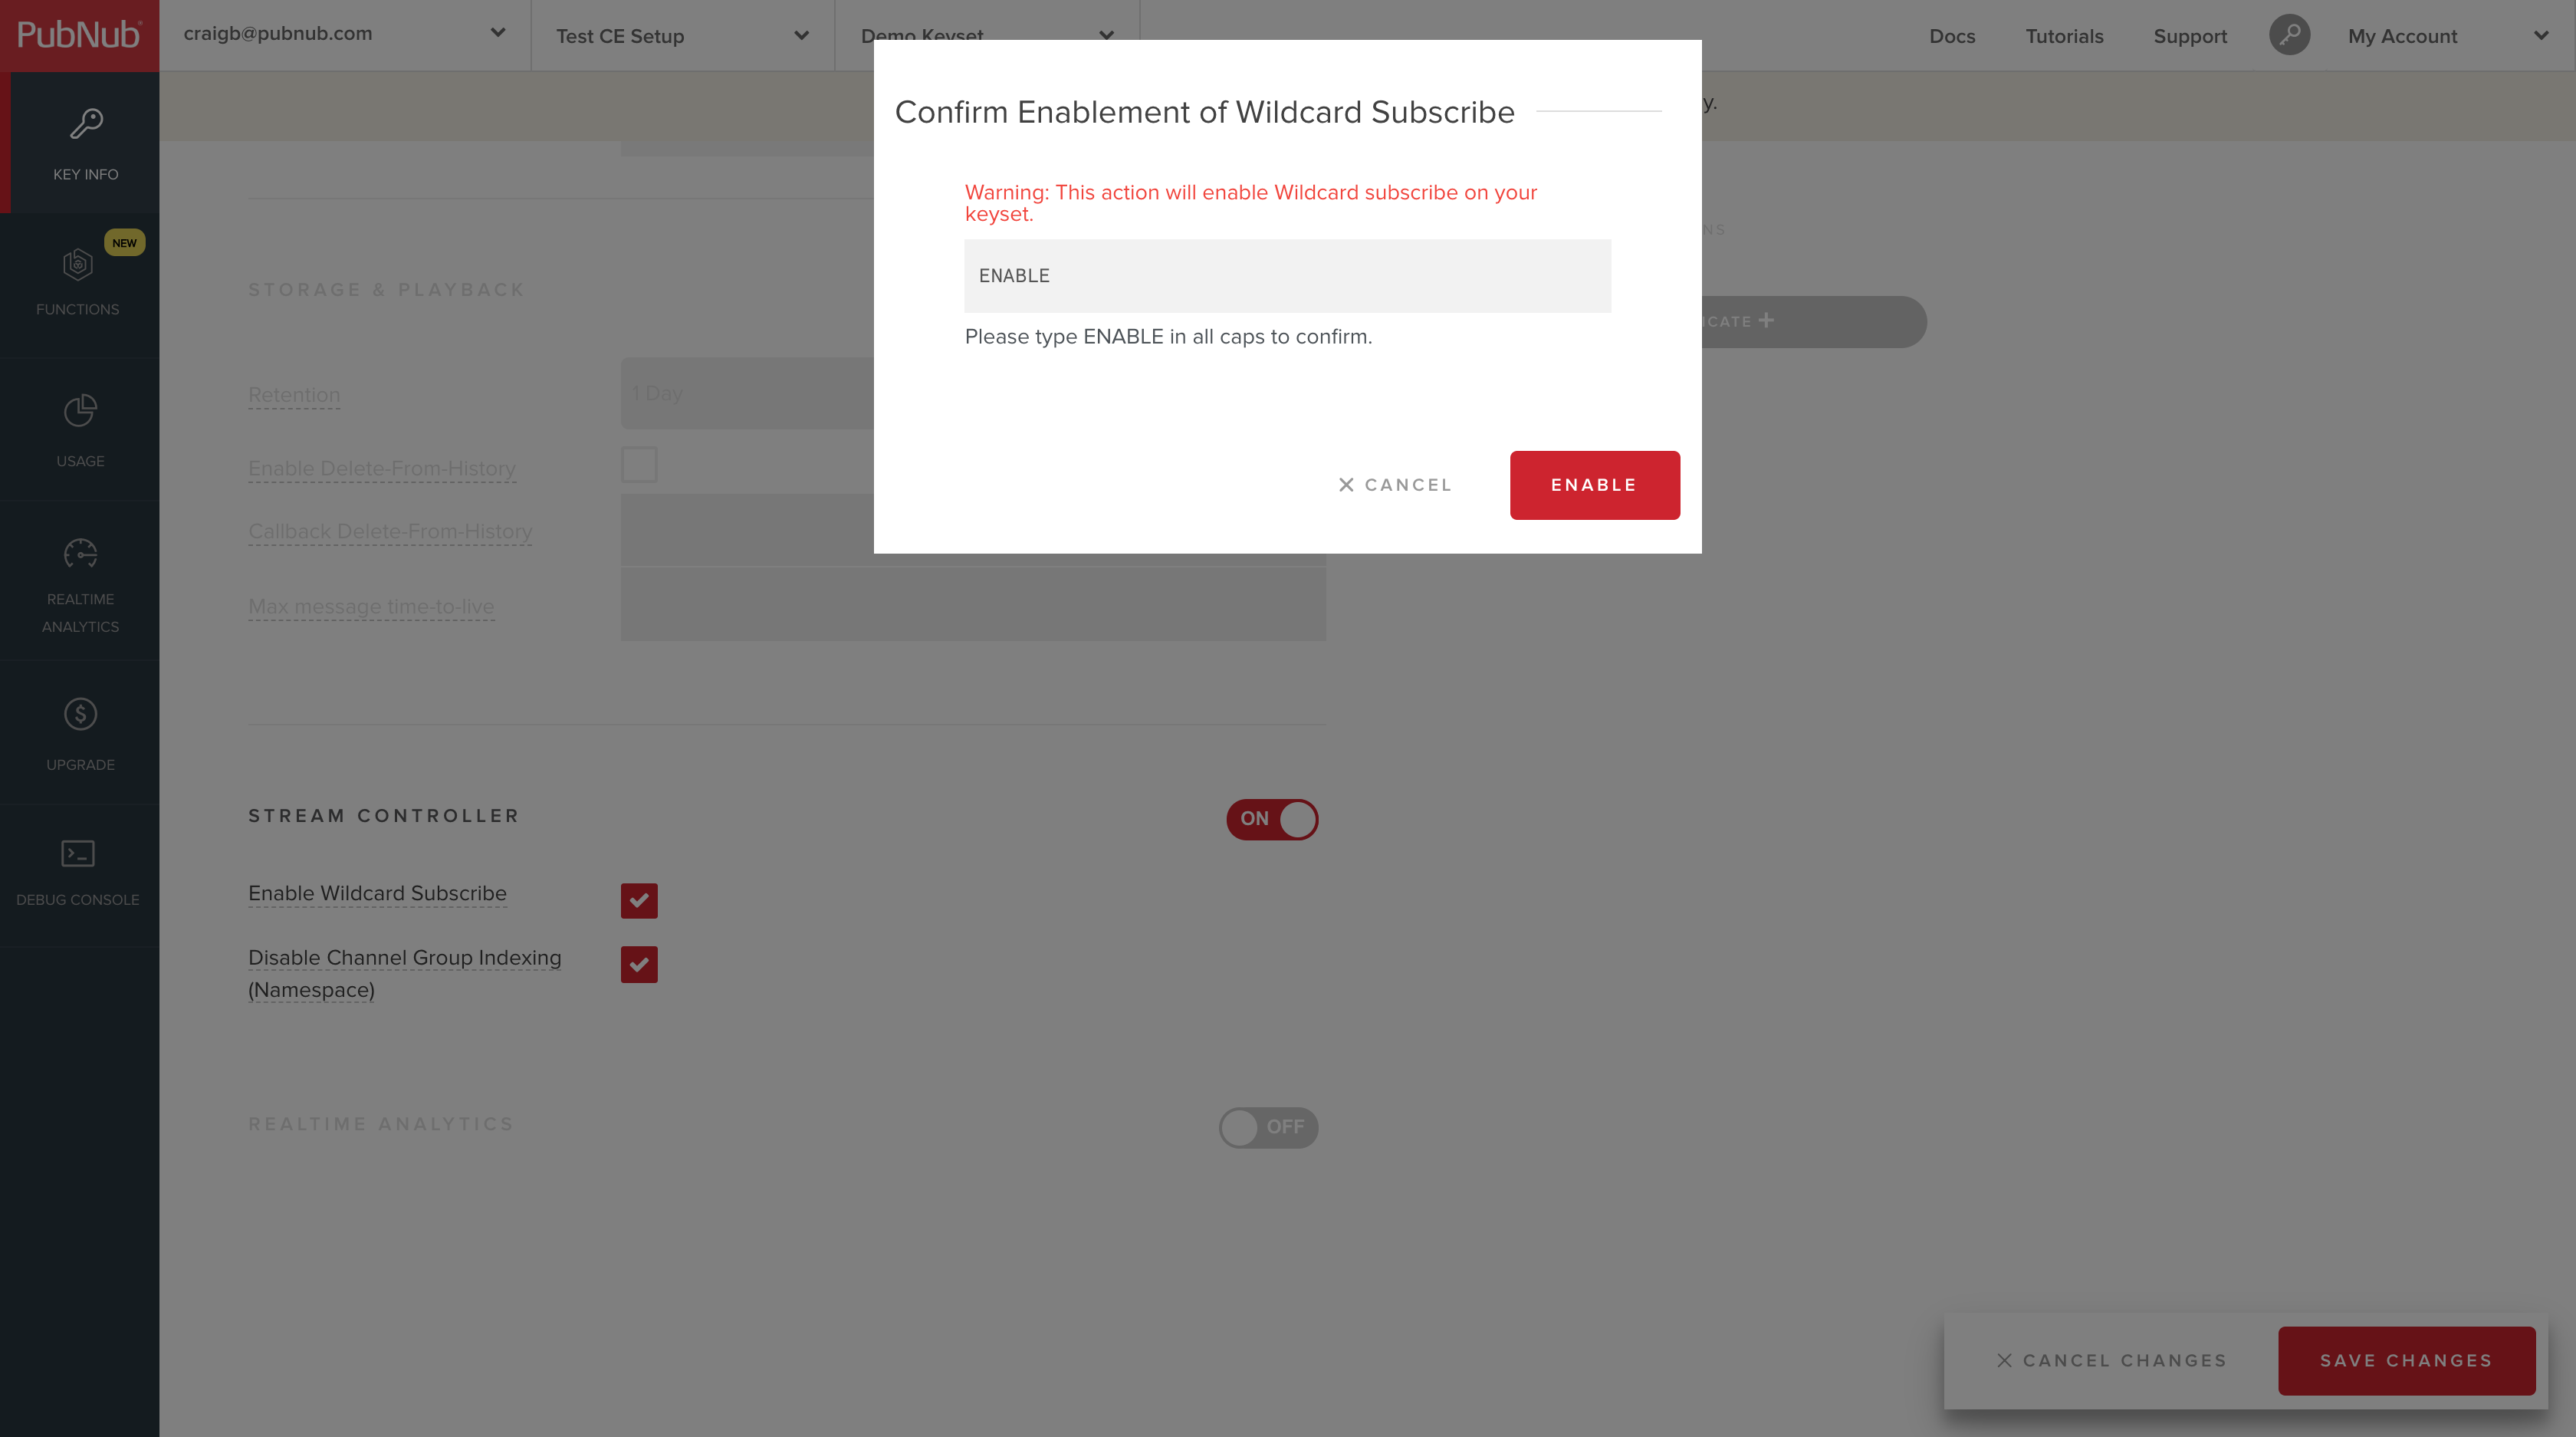 PubNub
craigb@pubnub.com
Test CE Setup
Demo Keyset
Docs
Tutorials
Support
My Account
KEY INFO
NEW
FUNCTIONS
USAGE
REALTIME
ANALYTICS
UPGRADE
DEBUG CONSOLE
Confirm Enablement of Wildcard Subscribe
Warning: This action will enable Wildcard subscribe on your
keyset.
ENABLE
Please type ENABLE in all caps to confirm.
CANCEL
ENABLE
y.
NS
ICATE
STORAGE & PLAYBACK
Retention
1 Day
Enable Delete-From-History
Callback Delete-From-History
Max message time-to-live
STREAM CONTROLLER
ON
Enable Wildcard Subscribe
Disable Channel Group Indexing
(Namespace)
REALTIME ANALYTICS
OFF
CANCEL CHANGES
SAVE CHANGES